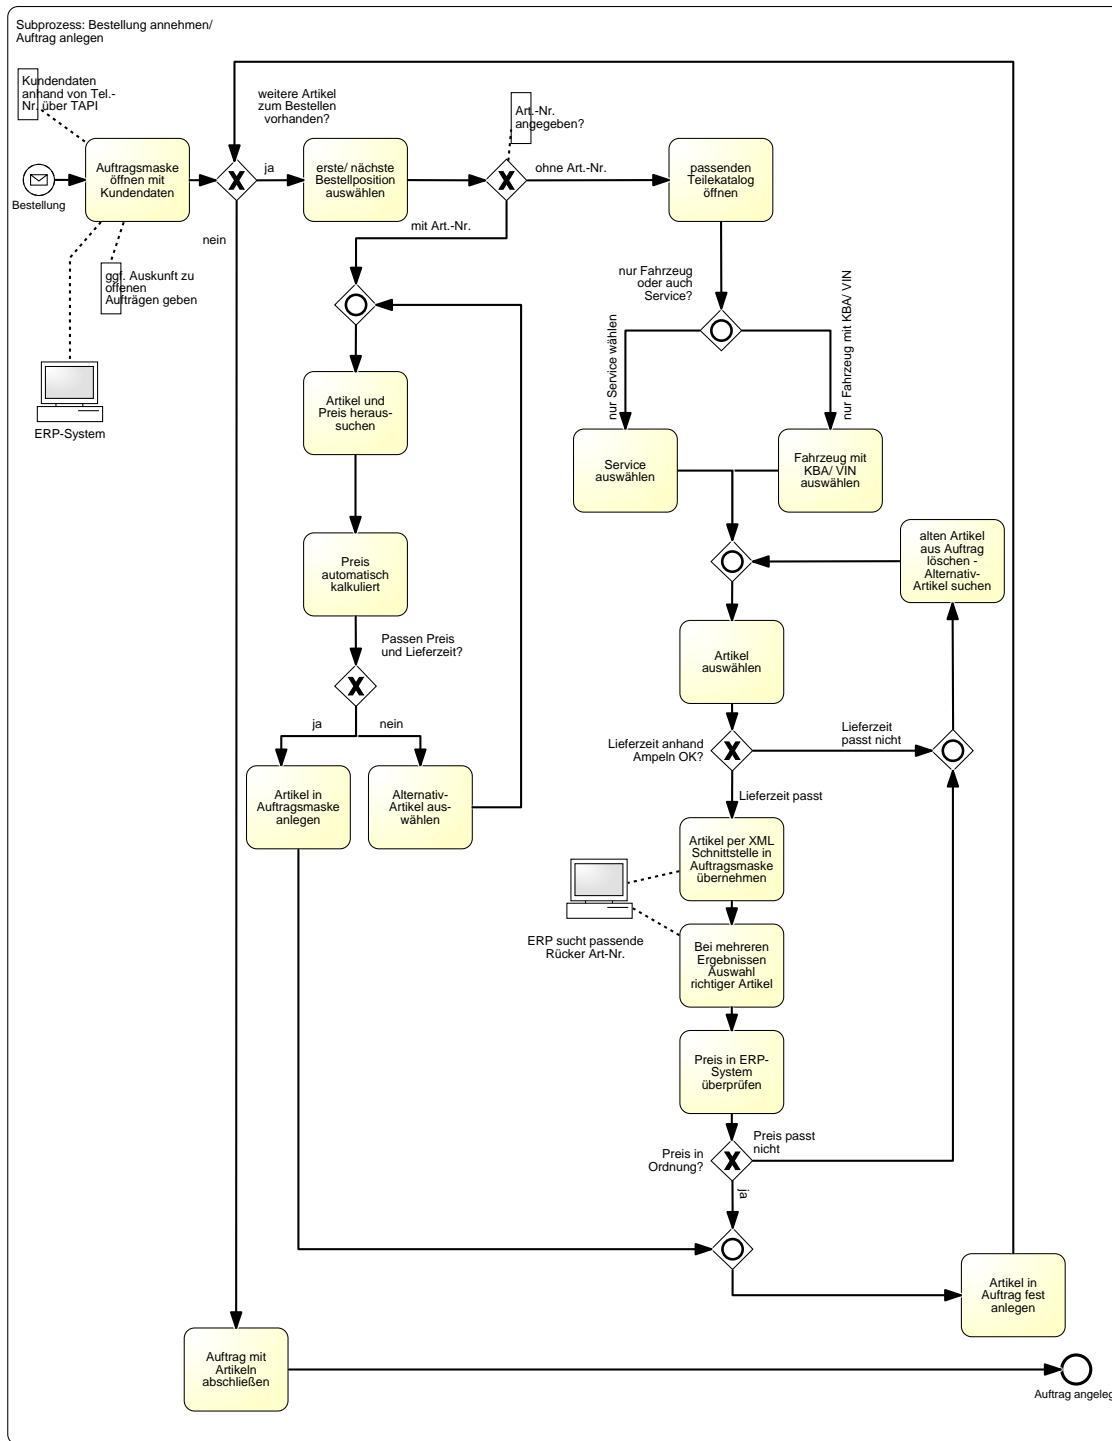 Subprozess: Bestellung annehmen/
Auftrag anlegen
Kundendaten
anhand von Tel.-
Nr. über TAPI
weitere Artikel
zum Bestellen
vorhanden?
Art.-Nr.
angegeben?
Bestellung
Auftragsmaske
öffnen mit
Kundendaten
ja
erste/ nächste
Bestellposition
auswählen
ohne Art.-Nr.
passenden
Teilekatalog
öffnen
nein
mit Art.-Nr.
ggf. Auskunft zu
offenen
Aufträgen geben
nur Fahrzeug
oder auch
Service?
nur Service wählen
nur Fahrzeug mit KBA/ VIN
ERP-System
Artikel und
Preis heraus-
suchen
Service
auswählen
Fahrzeug mit
KBA/ VIN
auswählen
Preis
automatisch
kalkuliert
alten Artikel
aus Auftrag
löschen -
Alternativ-
Artikel suchen
Passen Preis
und Lieferzeit?
Artikel
auswählen
ja
nein
Lieferzeit anhand
Ampeln OK?
Lieferzeit
passt nicht
Lieferzeit passt
Artikel in
Auftragsmaske
anlegen
Alternativ-
Artikel aus-
wählen
Artikel per XML
Schnittstelle in
Auftragsmaske
übernehmen
ERP sucht passende
Rücker Art-Nr.
Bei mehreren
Ergebnissen
Auswahl
richtiger Artikel
Preis in ERP-
System
überprüfen
Preis in
Ordnung?
Preis passt
nicht
ja
Artikel in
Auftrag fest
anlegen
Auftrag mit
Artikeln
abschließen
Auftrag angeleg